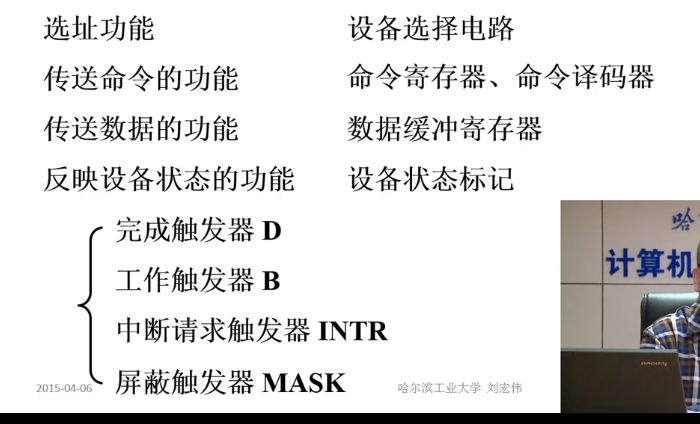 选址功能 设备选择电路
传送命令的功能 命令寄存器、命令译码器
传送数据的功能 数据缓冲寄存器
反映设备状态的功能 设备状态标记
完成触发器 D
工作触发器 B
中断请求触发器 INTR
屏蔽触发器 MASK
2015-04-06 哈尔滨工业大学 刘宏伟
哈
计算机